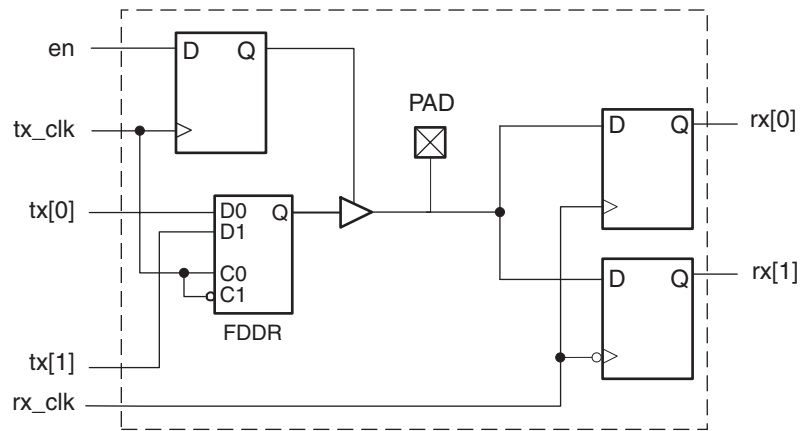 en
D Q
tx_clk
PAD
D Q
rx[0]
tx[0]
D0 Q
D1
C0
C1
FDDR
D Q
rx[1]
tx[1]
rx_clk